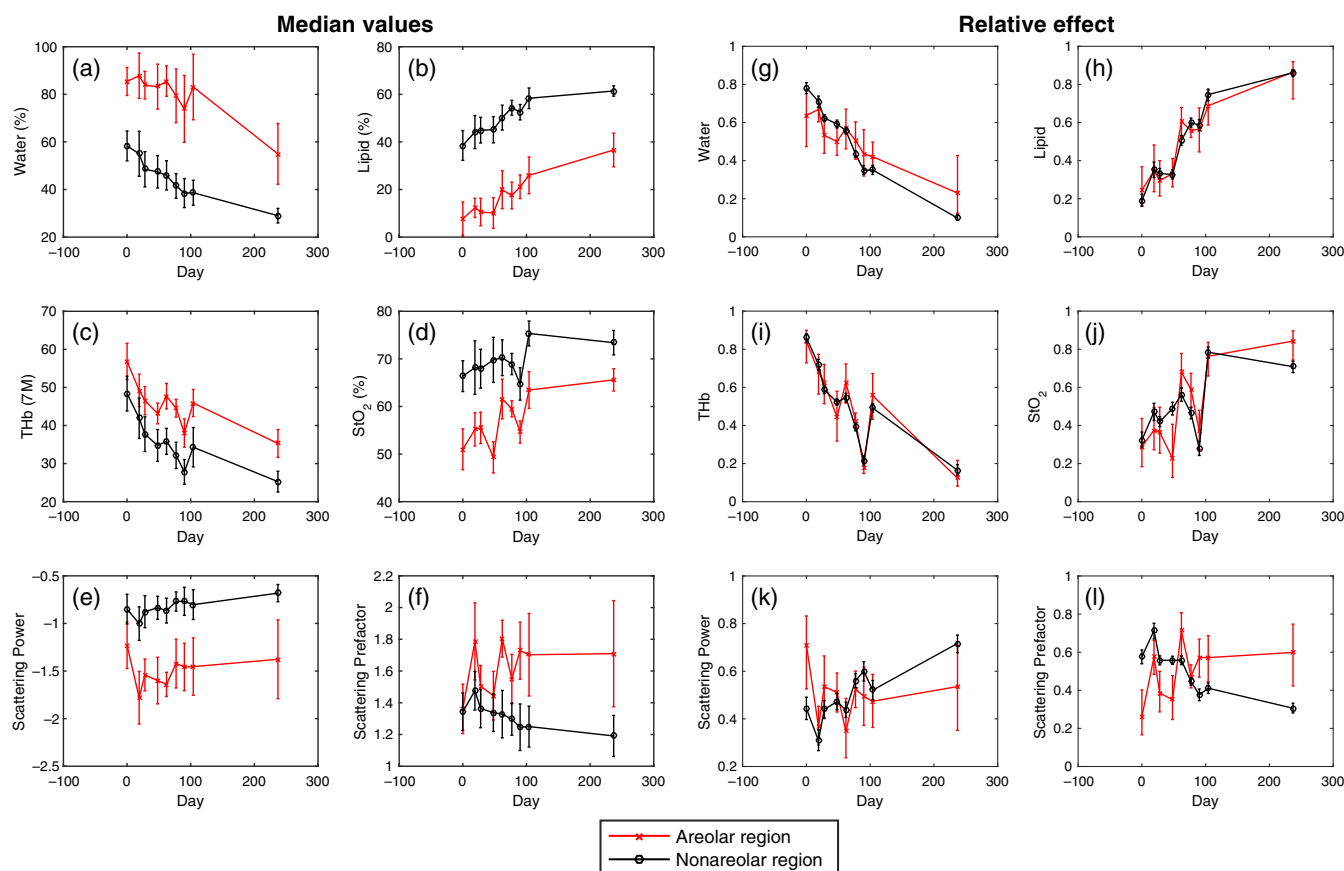 Median values
Relative effect
(a)
Water (%)
100
80
60
40
20
−100 0 100 200 300
Day
(b)
Lipid (%)
80
60
40
20
0
−100 0 100 200 300
Day
(g)
Water
1
0.8
0.6
0.4
0.2
0
−100 0 100 200 300
Day
(h)
Lipid
1
0.8
0.6
0.4
0.2
0
−100 0 100 200 300
Day
(c)
THb (7M)
70
60
50
40
30
20
−100 0 100 200 300
Day
(d)
StO2 (%)
80
70
60
50
40
−100 0 100 200 300
Day
(i)
THb
1
0.8
0.6
0.4
0.2
0
−100 0 100 200 300
Day
(j)
StO2
1
0.8
0.6
0.4
0.2
0
−100 0 100 200 300
Day
(e)
Scattering Power
−0.5
−1
−1.5
−2
−2.5
−100 0 100 200 300
Day
(f)
Scattering Prefactor
2.2
2
1.8
1.6
1.4
1.2
1
−100 0 100 200 300
Day
(k)
Scattering Power
1
0.8
0.6
0.4
0.2
−100 0 100 200 300
Day
(l)
Scattering Prefactor
1
0.8
0.6
0.4
0.2
0
−100 0 100 200 300
Day
Areolar region
Nonareolar region